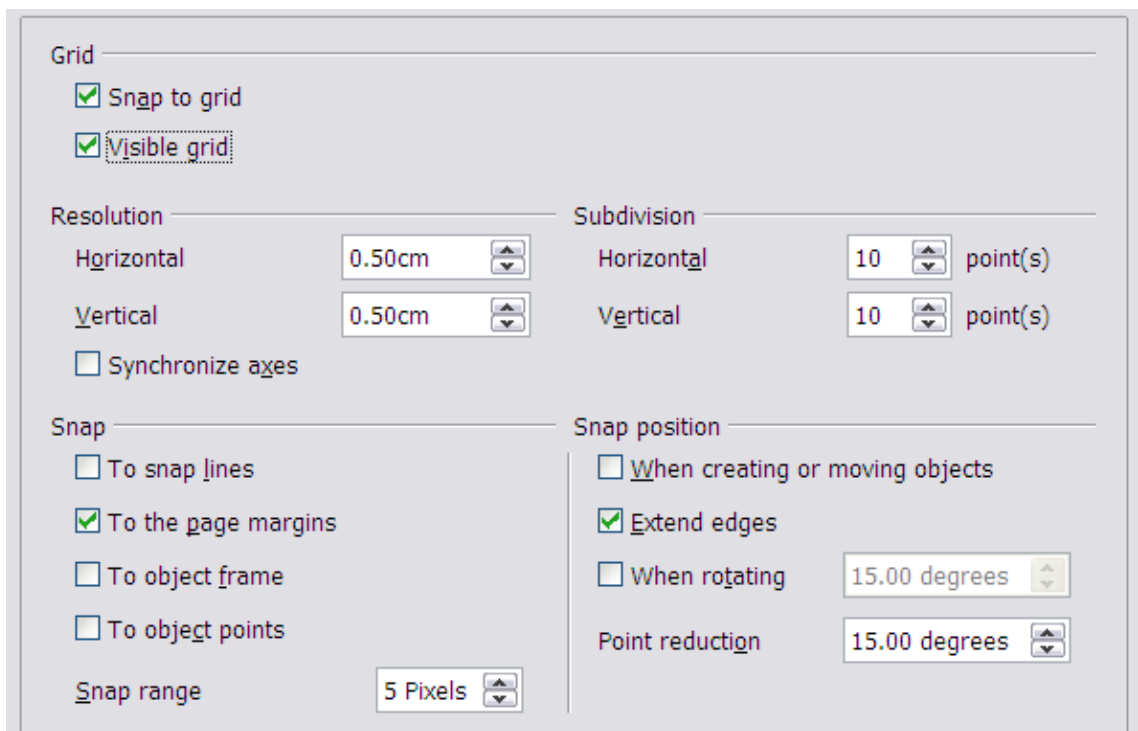 Grid
Snap to grid
Visible grid
Resolution
Horizontal 0.50cm
Vertical 0.50cm
Synchronize axes
Subdivision
Horizontal 10 point(s)
Vertical 10 point(s)
Snap
To snap lines
To the page margins
To object frame
To object points
Snap range 5 Pixels
Snap position
When creating or moving objects
Extend edges
When rotating 15.00 degrees
Point reduction 15.00 degrees